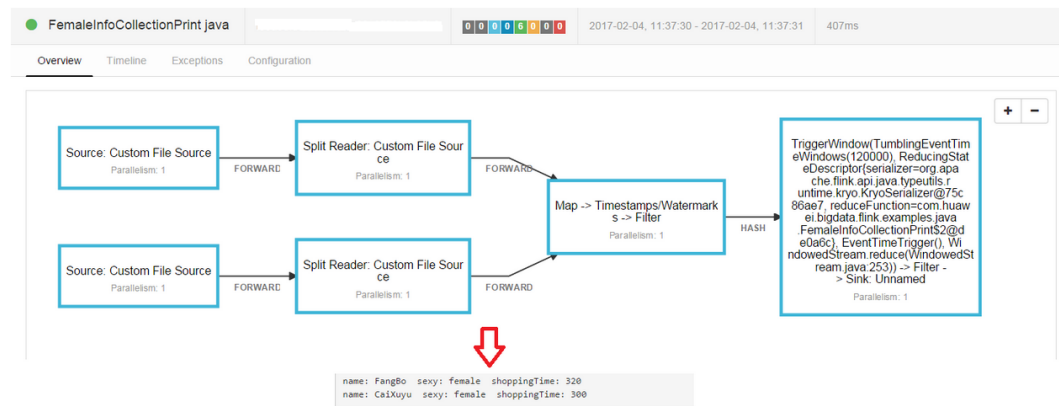 FemaleInfoCollectionPrint java
0 0 0 0 6 0 0 0
2017-02-04, 11:37:30 - 2017-02-04, 11:37:31
407ms
Overview
Timeline
Exceptions
Configuration
+ −
Source: Custom File Source
Parallelism: 1
FORWARD
Split Reader: Custom File Sour
ce
Parallelism: 1
FORWARD
Source: Custom File Source
Parallelism: 1
FORWARD
Split Reader: Custom File Sour
ce
Parallelism: 1
FORWARD
Map -> Timestamps/Watermark
s -> Filter
Parallelism: 1
HASH
TriggerWindow(TumblingEventTim
eWindows(120000), ReducingStat
eDescriptor{serializer=org.apa
che.flink.api.java.typeutils.r
untime.kryo.KryoSerializer@75c
86ae7, reduceFunction=com.huaw
ei.bigdata.flink.examples.java
.FemaleInfoCollectionPrint$2@d
e0a6c}, EventTimeTrigger(), Wi
ndowedStream.reduce(WindowedSt
ream.java:253)) -> Filter -
> Sink: Unnamed
Parallelism: 1
name: FangBo sexy: female shoppingTime: 320
name: CaiXuyu sexy: female shoppingTime: 300